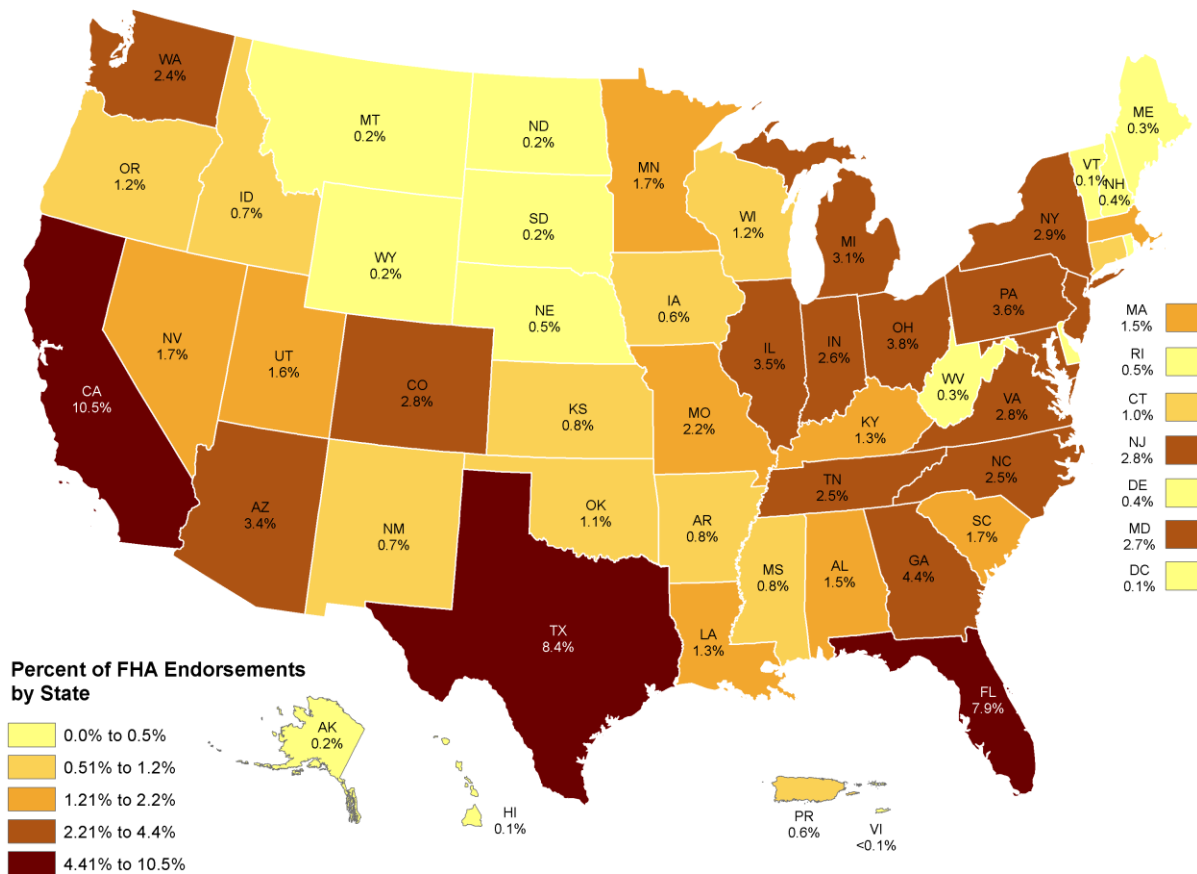 WA
2.4%
MT
0.2%
ND
0.2%
ME
0.3%
OR
1.2%
ID
0.7%
MN
1.7%
VT
0.1%
NH
0.4%
WI
1.2%
SD
0.2%
NY
2.9%
MI
3.1%
WY
0.2%
IA
0.6%
NE
0.5%
PA
3.6%
MA
1.5%
NV
1.7%
UT
1.6%
OH
3.8%
IL
3.5%
IN
2.6%
RI
0.5%
CA
10.5%
CO
2.8%
WV
0.3%
VA
2.8%
CT
1.0%
KS
0.8%
MO
2.2%
KY
1.3%
NJ
2.8%
NC
2.5%
TN
2.5%
DE
0.4%
AZ
3.4%
NM
0.7%
OK
1.1%
AR
0.8%
SC
1.7%
MD
2.7%
MS
0.8%
AL
1.5%
GA
4.4%
DC
0.1%
TX
8.4%
LA
1.3%
FL
7.9%
Percent of FHA Endorsements
by State
0.0% to 0.5%
0.51% to 1.2%
1.21% to 2.2%
2.21% to 4.4%
4.41% to 10.5%
AK
0.2%
HI
0.1%
PR
0.6%
VI
<0.1%